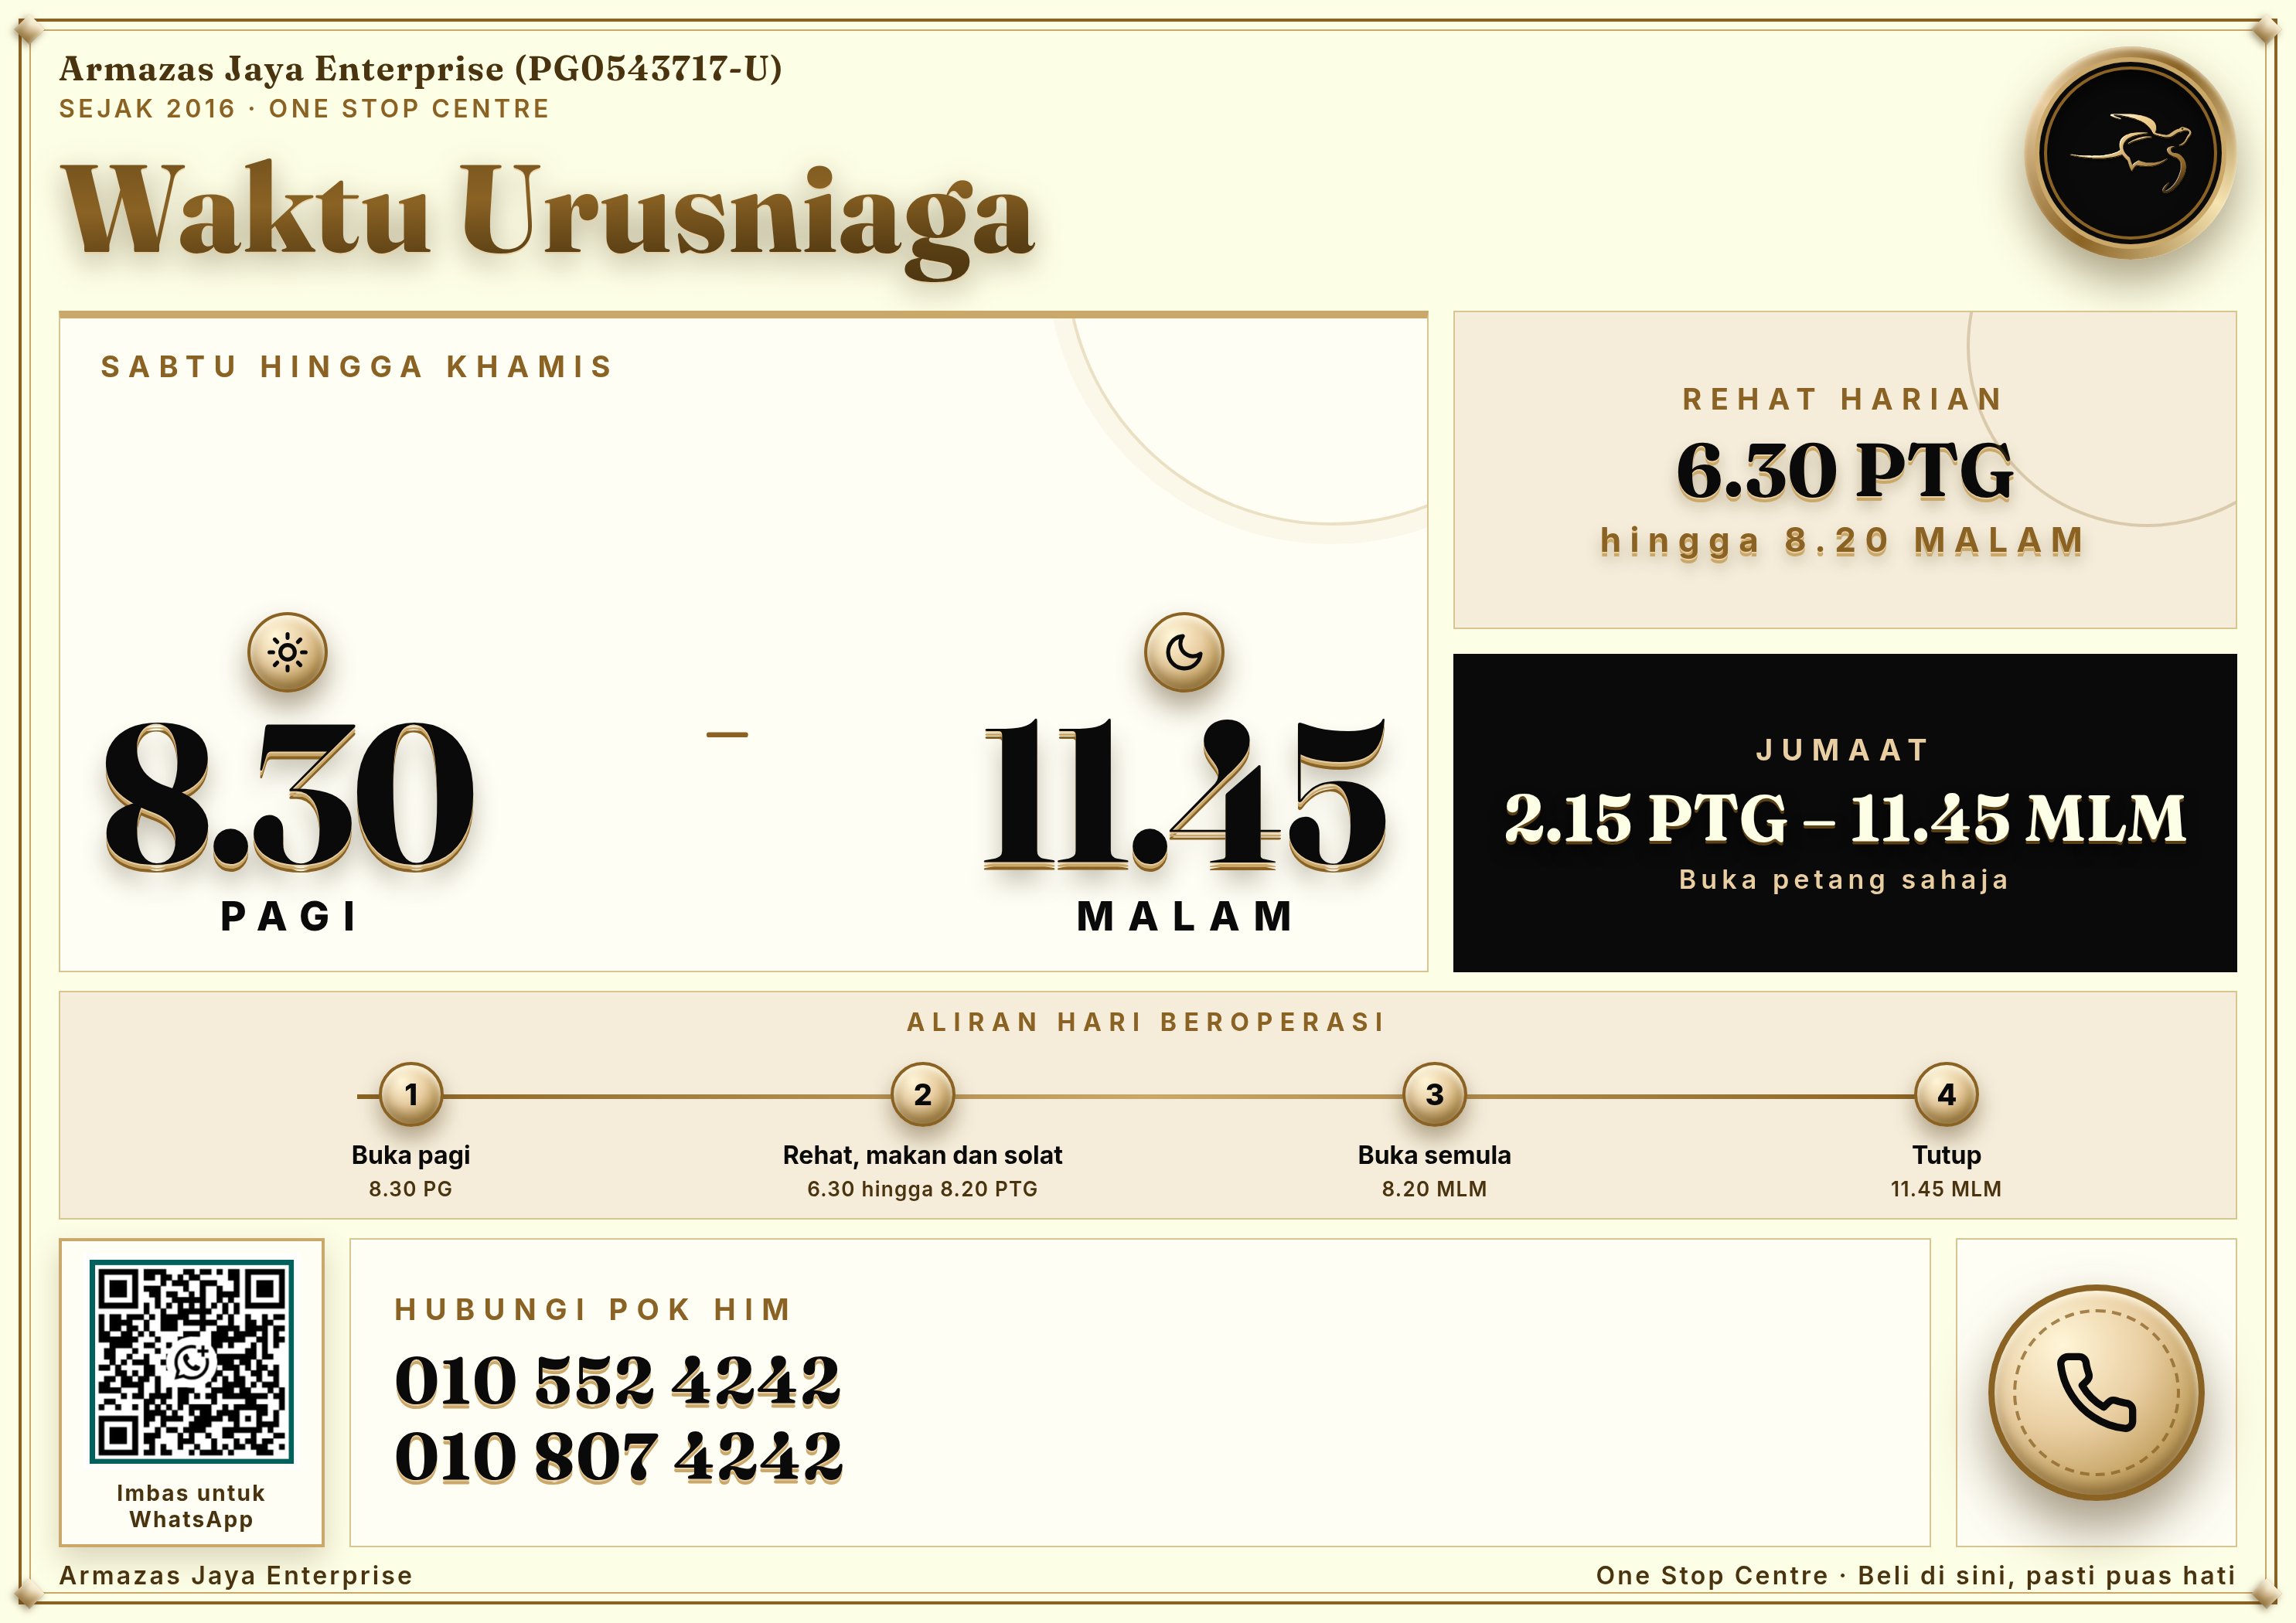 Armazas Jaya Enterprise (PG0543717-U)
SEJAK 2016 · ONE STOP CENTRE
Waktu Urusniaga
SABTU HINGGA KHAMIS
8.30
PAGI
–
11.45
MALAM
REHAT HARIAN
6.30 PTG
hingga 8.20 MALAM
JUMAAT
2.15 PTG – 11.45 MLM
Buka petang sahaja
ALIRAN HARI BEROPERASI
1
Buka pagi
8.30 PG
2
Rehat, makan dan solat
6.30 hingga 8.20 PTG
3
Buka semula
8.20 MLM
4
Tutup
11.45 MLM
Imbas untuk
WhatsApp
HUBUNGI POK HIM
010 552 4242
010 807 4242
Armazas Jaya Enterprise
One Stop Centre · Beli di sini, pasti puas hati